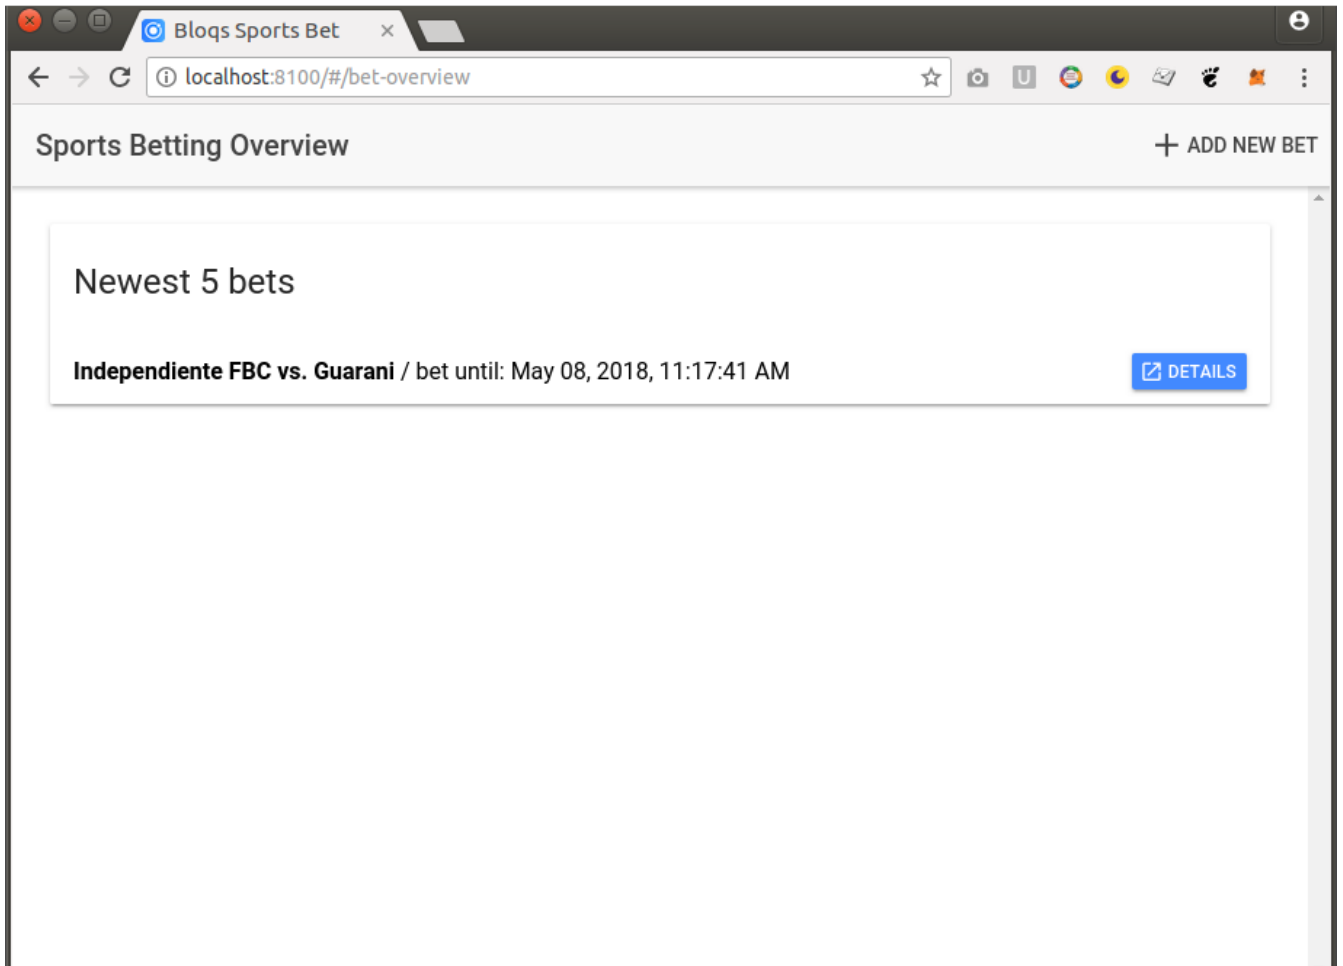 Bloqs Sports Bet
localhost:8100/#/bet-overview
U
Sports Betting Overview
ADD NEW BET
Newest 5 bets
Independiente FBC vs. Guarani / bet until: May 08, 2018, 11:17:41 AM
DETAILS